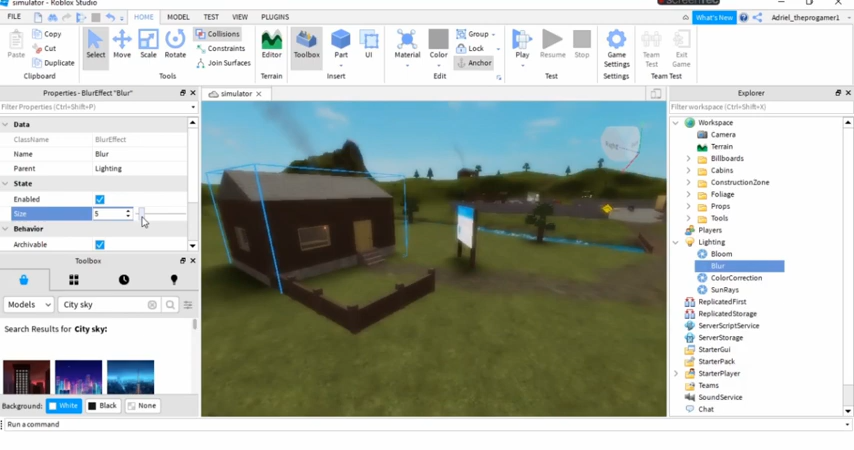 simulator - Roblox Studio
FILE HOME MODEL TEST VIEW PLUGINS What's New Adriel_theprogamer1
Paste Copy Cut Duplicate Clipboard
Select Move Scale Rotate Collisions Constraints Join Surfaces Tools
Editor Terrain
Toolbox Part UI Insert
Material Color Group Lock Anchor Edit
Play Resume Stop Test
Game Settings Settings
Team Test Exit Game Team Test
Properties - BlurEffect "Blur"
Filter Properties (Ctrl+Shift+P)
Data
ClassName BlurEffect
Name Blur
Parent Lighting
State
Enabled
Size 5
Behavior
Archivable
Toolbox
Models City sky
Search Results for City sky:
Background: White Black None
Run a command
simulator
Right
Explorer
Filter workspace (Ctrl+Shift+X)
Workspace
Camera
Terrain
Billboards
Cabins
ConstructionZone
Foliage
Props
Tools
Players
Lighting
Bloom
Blur
ColorCorrection
SunRays
ReplicatedFirst
ReplicatedStorage
ServerScriptService
ServerStorage
StarterGui
StarterPack
StarterPlayer
Teams
SoundService
Chat